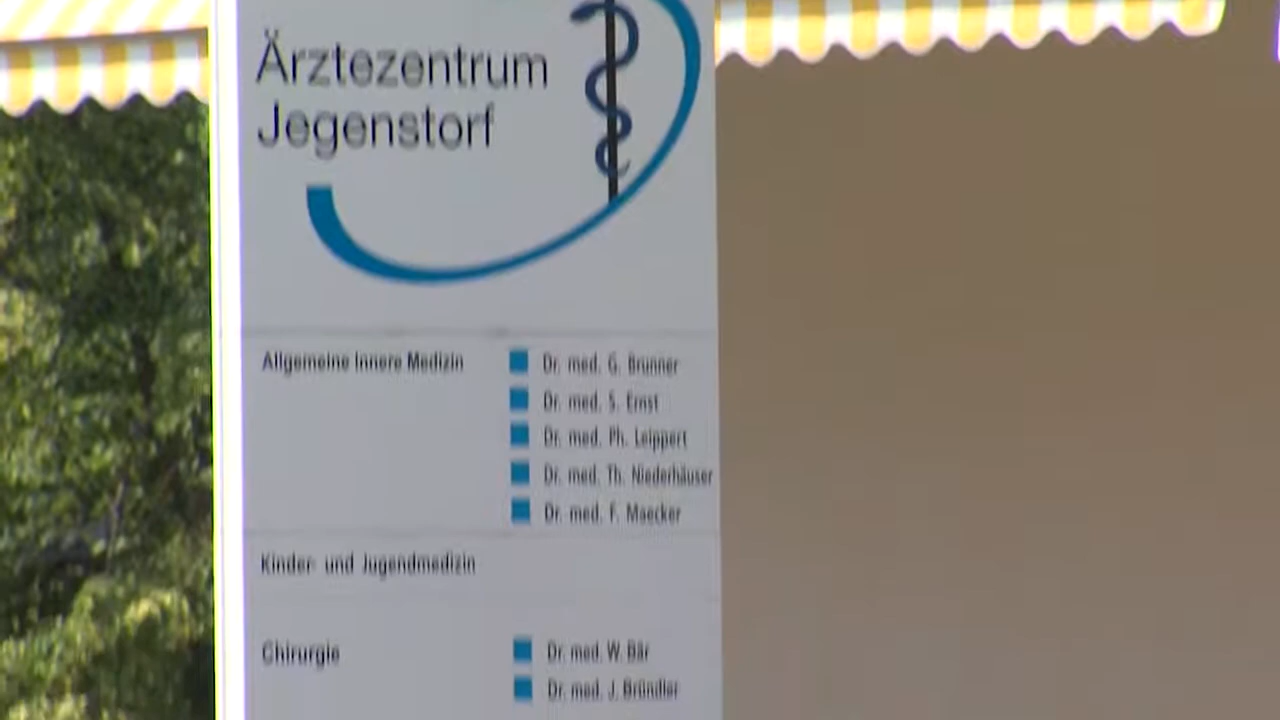 Ärztezentrum
Jegenstorf
Allgemeine Innere Medizin
Dr. med. G. Brunner
Dr. med. S. Ernst
Dr. med. Ph. Leippert
Dr. med. Th. Niederhäuser
Dr. med. F. Maecker
Kinder- und Jugendmedizin
Chirurgie
Dr. med. W. Bär
Dr. med. J. Bründler